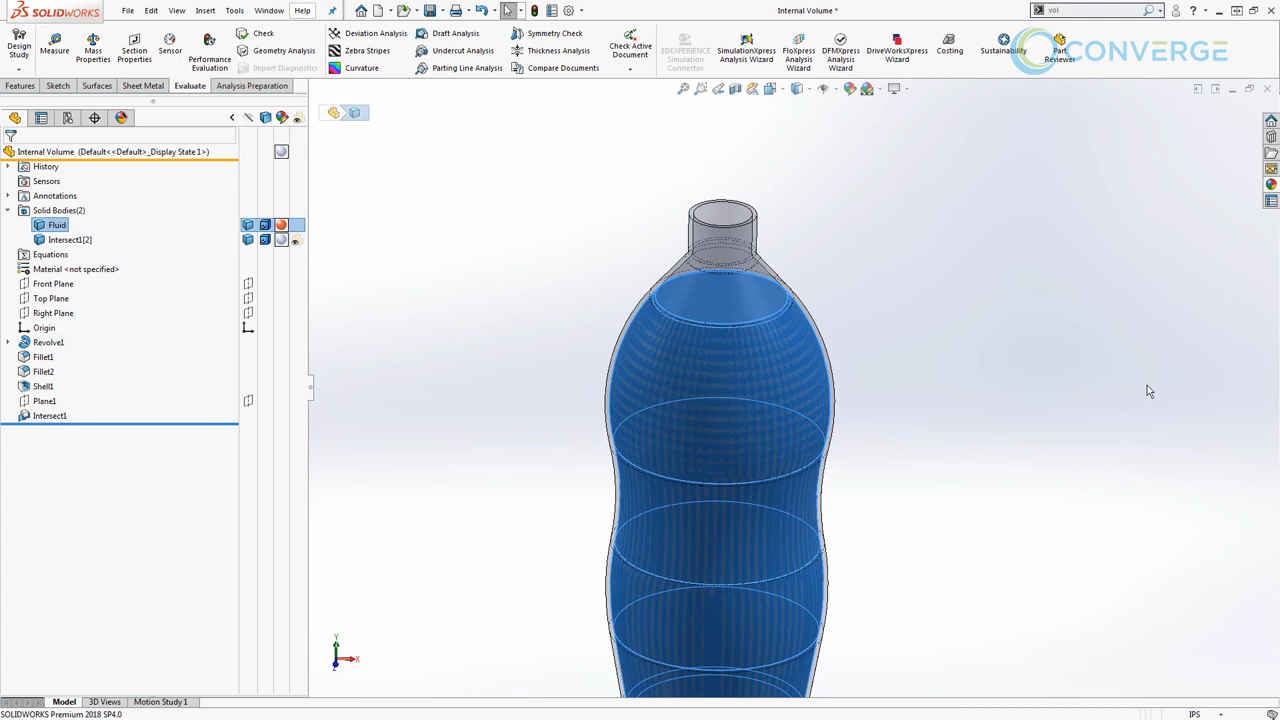 SOLIDWORKS File Edit View Insert Tools Window Help Internal Volume * vol
Design Study
Measure
Mass Properties
Section Properties
Sensor
Performance Evaluation
Check
Geometry Analysis
Import Diagnostics
Deviation Analysis
Zebra Stripes
Curvature
Draft Analysis
Undercut Analysis
Parting Line Analysis
Symmetry Check
Thickness Analysis
Compare Documents
Check Active Document
3DEXPERIENCE Simulation Connector
SimulationXpress Analysis Wizard
FloXpress Analysis Wizard
DFMXpress Analysis Wizard
DriveWorksXpress Wizard
Costing
Sustainability
Part Reviewer
CONVERGE
Features Sketch Surfaces Sheet Metal Evaluate Analysis Preparation
Internal Volume (Default<<Default>_Display State 1>)
History
Sensors
Annotations
Solid Bodies(2)
Fluid
Intersect1[2]
Equations
Material <not specified>
Front Plane
Top Plane
Right Plane
Origin
Revolve1
Fillet1
Fillet2
Shell1
Plane1
Intersect1
Y
X
Z
Model 3D Views Motion Study 1
SOLIDWORKS Premium 2018 SP4.0 IPS